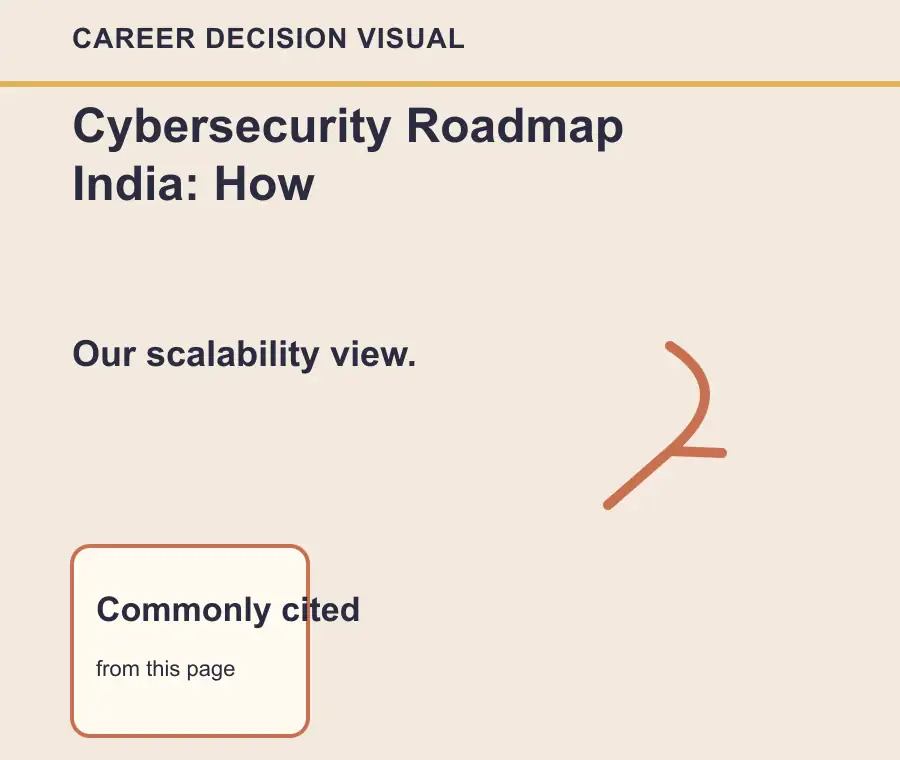 CAREER DECISION VISUAL
Cybersecurity Roadmap
India: How
Our scalability view.
Commonly cited
from this page